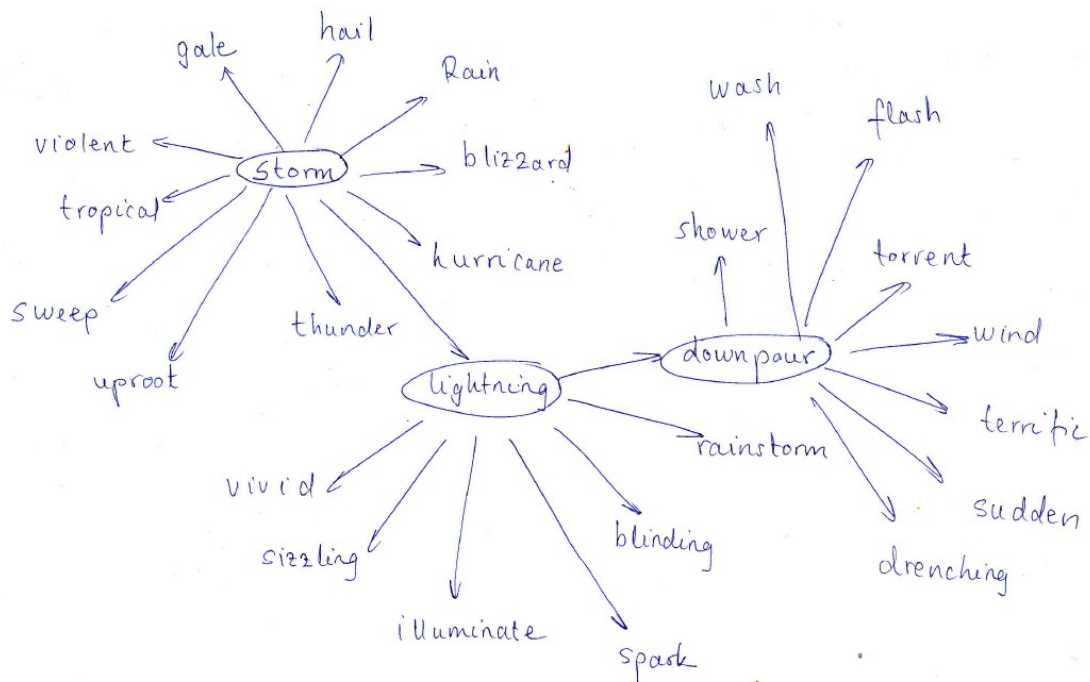 hail
gale
Rain
wash
flash
violent
storm
blizzard
tropical
shower
hurricane
torrent
sweep
thunder
wind
uproot
downpour
lightning
terrific
rainstorm
vivid
sudden
blinding
sizzling
drenching
illuminate
spark